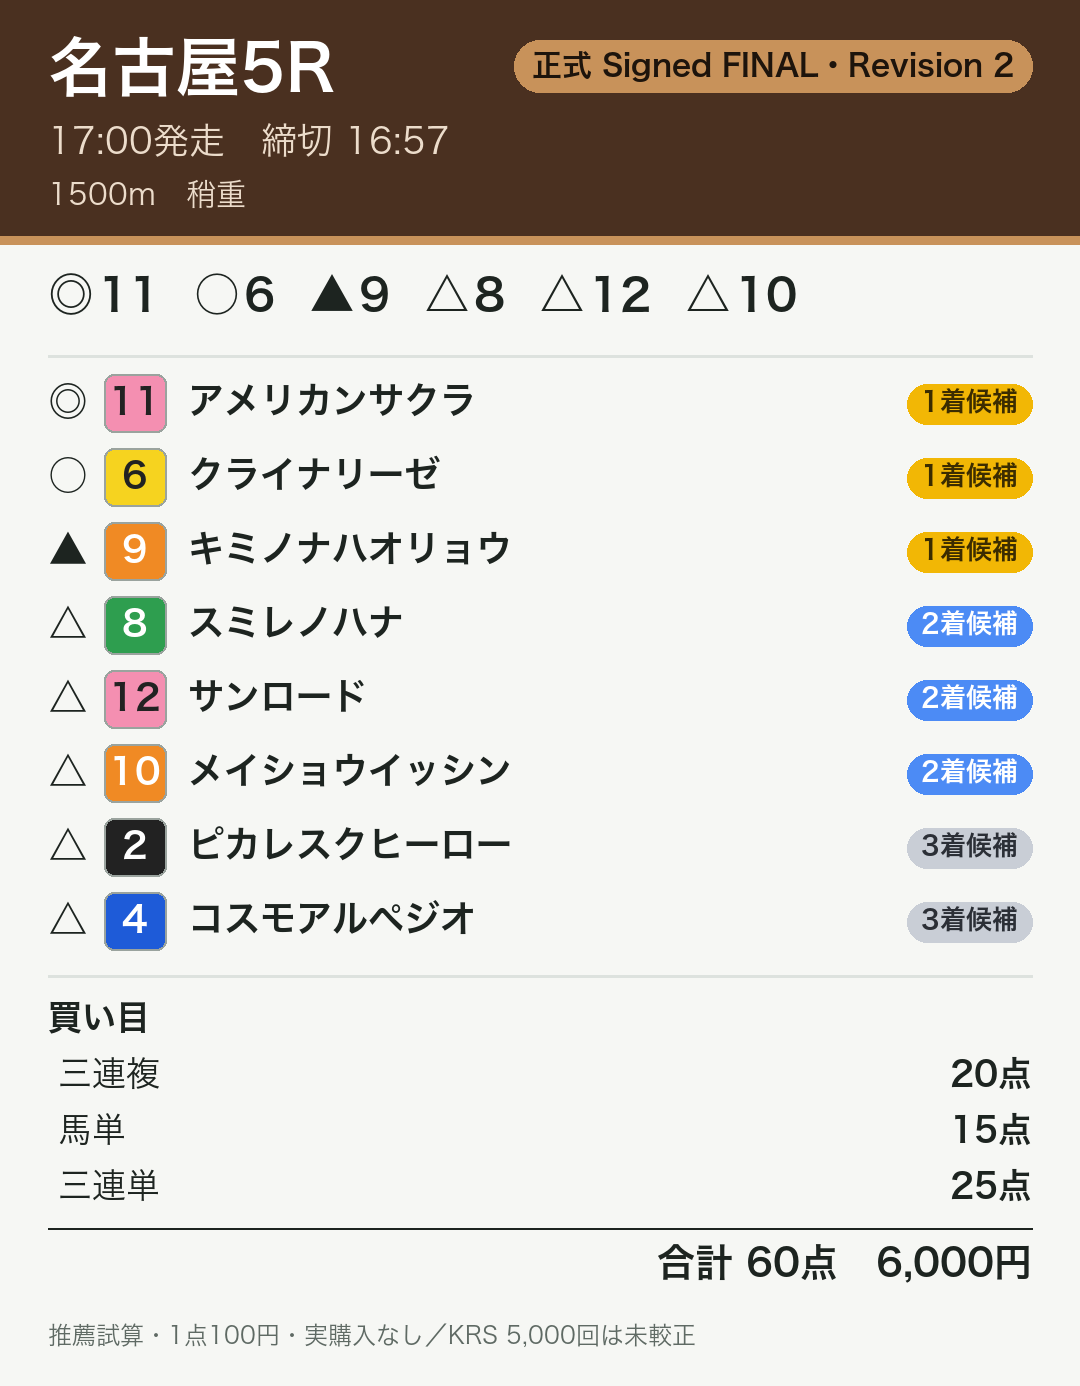 名古屋5R 正式 Signed FINAL・Revision 2
17:00発走 締切 16:57
1500m 稍重
◎11 ○6 ▲9 △8 △12 △10
◎ 11 アメリカンサクラ 1着候補
○ 6 クライナリーゼ 1着候補
▲ 9 キミノナハオリョウ 1着候補
△ 8 スミレノハナ 2着候補
△ 12 サンロード 2着候補
△ 10 メイショウイッシン 2着候補
△ 2 ピカレスクヒーロー 3着候補
△ 4 コスモアルペジオ 3着候補
買い目
三連複 20点
馬単 15点
三連単 25点
合計 60点 6,000円
推薦試算・1点100円・実購入なし／KRS 5,000回は未較正